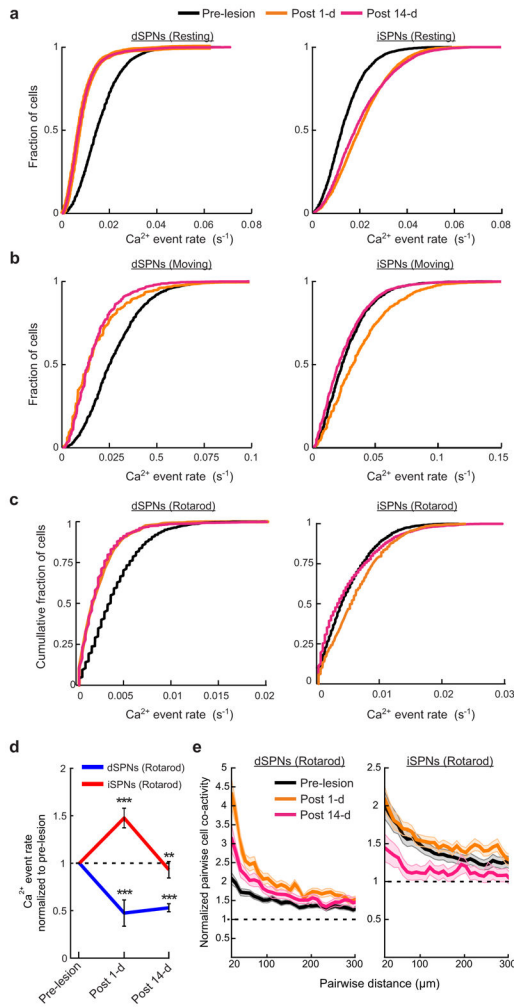 Pre-lesion Post 1-d Post 14-d
a
dSPNs (Resting) iSPNs (Resting)
Fraction of cells
1 1
0.5 0.5
0 0
0 0.02 0.04 0.06 0.08 0 0.02 0.04 0.06 0.08
Ca2+ event rate (s-1) Ca2+ event rate (s-1)
b
dSPNs (Moving) iSPNs (Moving)
Fraction of cells
1 1
0.5 0.5
0 0
0 0.025 0.5 0.075 0.1 0 0.05 0.1 0.15
Ca2+ event rate (s-1) Ca2+ event rate (s-1)
c
dSPNs (Rotarod) iSPNs (Rotarod)
Cumullative fraction of cells
1 1
0.75 0.75
0.5 0.5
0.25 0.25
0 0
0 0.005 0.01 0.02 0 0.01 0.02 0.03
Ca2+ event rate (s-1) Ca2+ event rate (s-1)
d
dSPNs (Rotarod)
iSPNs (Rotarod)
Ca2+ event rate
normalized to pre-lesion
2
1.5
1
0.5
0
***
**
***
***
Pre-lesion Post 1-d Post 14-d
e
dSPNs (Rotarod) iSPNs (Rotarod)
Pre-lesion
Post 1-d
Post 14-d
Normalized pairwise cell co-activity
5 2.5
4.5
4 2
3.5
3 1.5
2.5
2 1
1.5
1 0.5
0.5
20 100 200 300 20 100 200 300
Pairwise distance (µm)